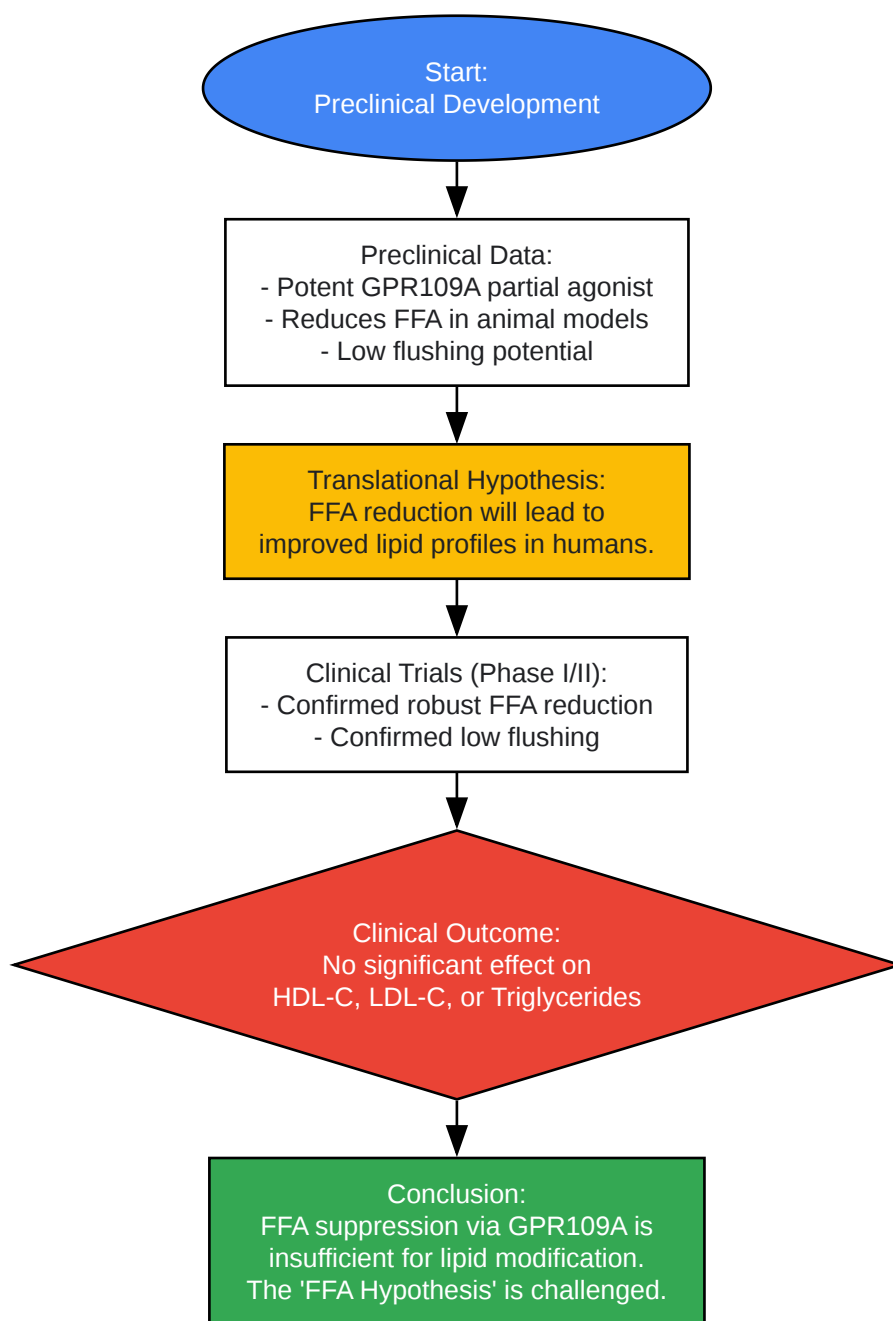 Start:
Preclinical Development
Preclinical Data:
- Potent GPR109A partial agonist
- Reduces FFA in animal models
- Low flushing potential
Translational Hypothesis:
FFA reduction will lead to
improved lipid profiles in humans.
Clinical Trials (Phase I/II):
- Confirmed robust FFA reduction
- Confirmed low flushing
Clinical Outcome:
No significant effect on
HDL-C, LDL-C, or Triglycerides
Conclusion:
FFA suppression via GPR109A is
insufficient for lipid modification.
The 'FFA Hypothesis' is challenged.